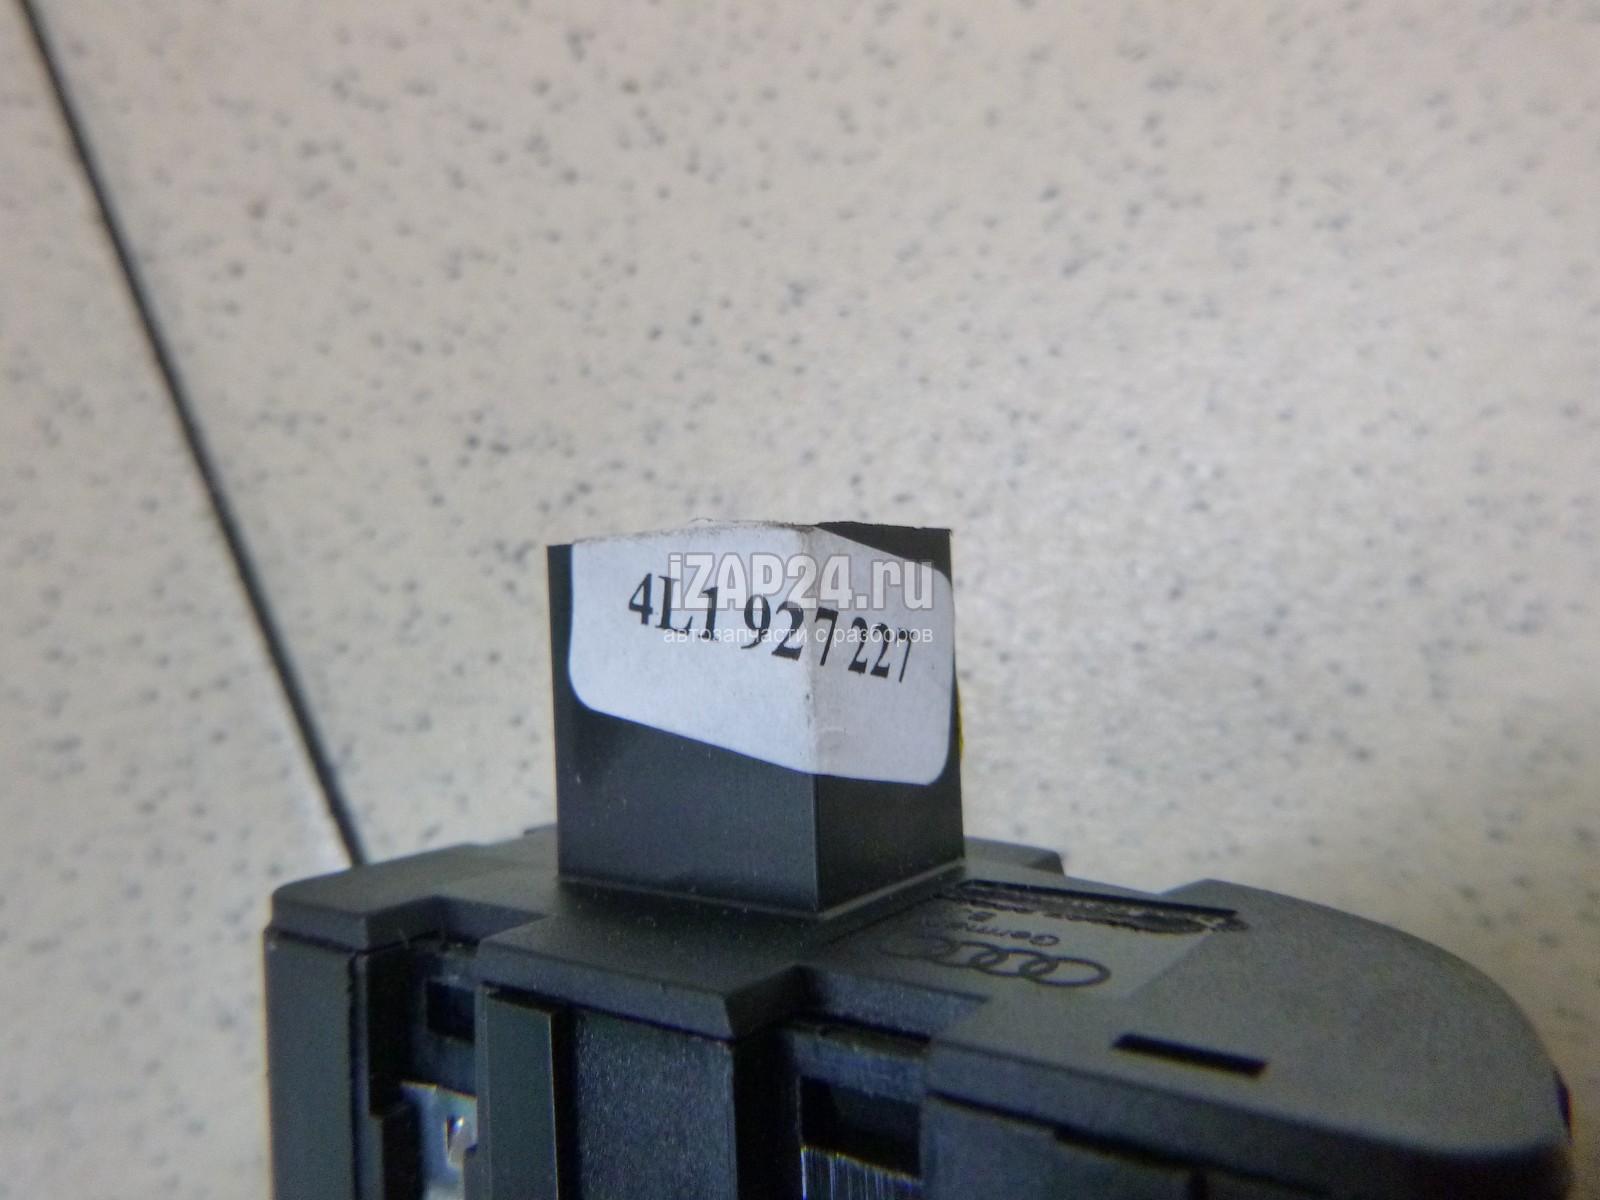 iZAP24.ru
4L1 927 227
автозапчасти с разборов